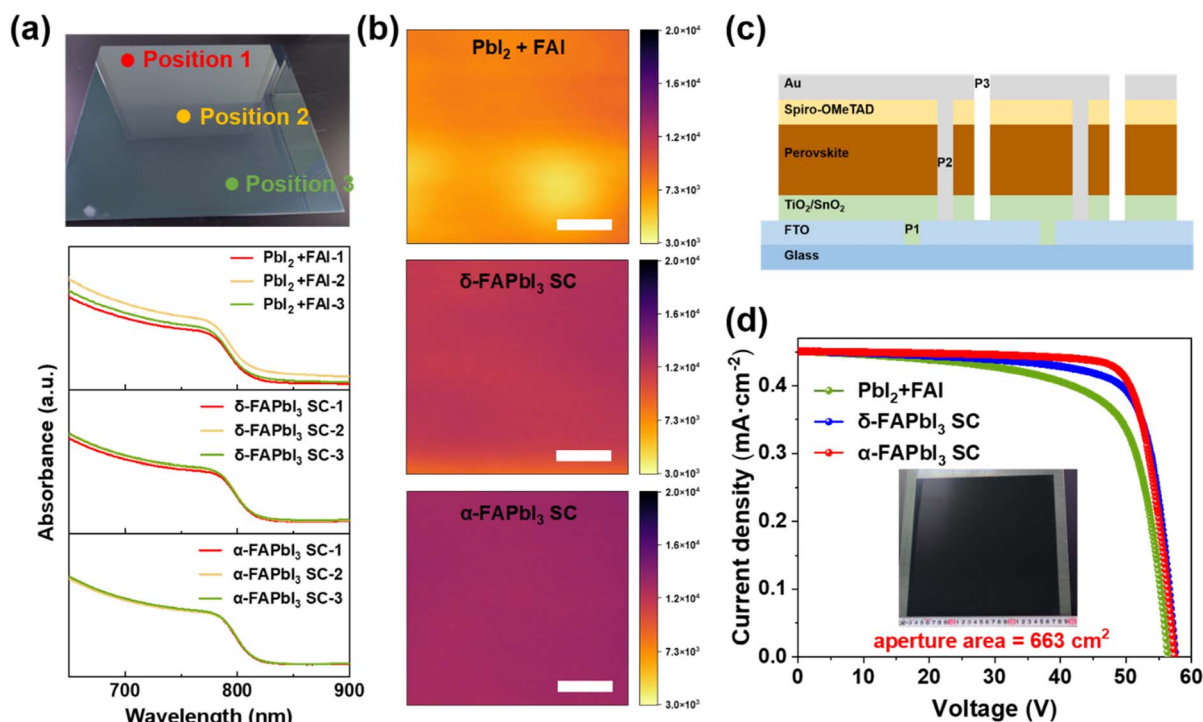 (a)
Position 1
Position 2
Position 3
PbI₂ +FAI-1
PbI₂ +FAI-2
PbI₂ +FAI-3
δ-FAPbI₃ SC-1
δ-FAPbI₃ SC-2
δ-FAPbI₃ SC-3
α-FAPbI₃ SC-1
α-FAPbI₃ SC-2
α-FAPbI₃ SC-3
Absorbance (a.u.)
700
800
900
Wavelength (nm)
(b)
PbI₂ + FAI
2.0×10⁴
1.6×10⁴
1.2×10⁴
7.3×10³
3.0×10³
δ-FAPbI₃ SC
2.0×10⁴
1.6×10⁴
1.2×10⁴
7.3×10³
3.0×10³
α-FAPbI₃ SC
2.0×10⁴
1.6×10⁴
1.2×10⁴
7.3×10³
3.0×10³
(c)
Au
P3
Spiro-OMeTAD
Perovskite
P2
TiO₂/SnO₂
FTO
P1
Glass
(d)
Current density (mA·cm⁻²)
0.4
0.3
0.2
0.1
0.0
PbI₂+FAI
δ-FAPbI₃ SC
α-FAPbI₃ SC
aperture area = 663 cm²
0
10
20
30
40
50
60
Voltage (V)